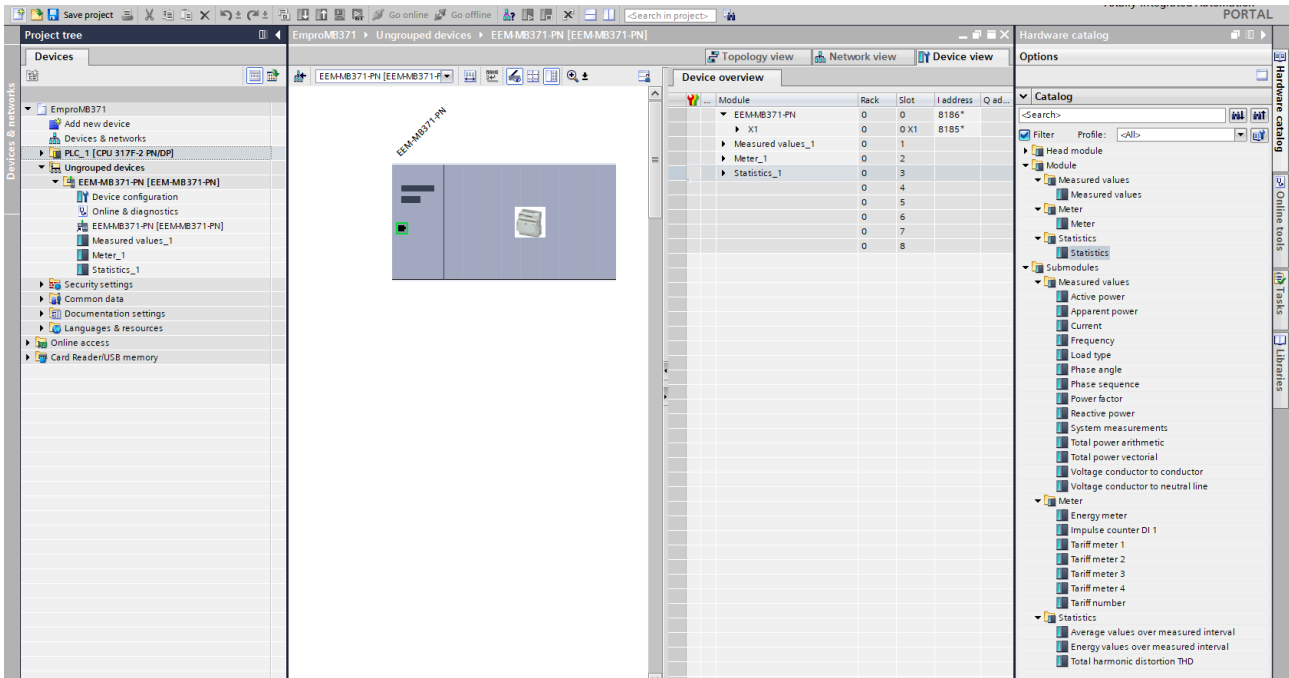 Totally Integrated Automation
PORTAL
Save project
Go online
Go offline
<Search in project>
Project tree
EmproMB371 › Ungrouped devices › EEM-MB371-PN [EEM-MB371-PN]
Hardware catalog
Devices
Topology view
Network view
Device view
Options
EEM-MB371-PN [EEM-MB371-P
Device overview
Devices & networks
Hardware catalog
Online tools
Tasks
Libraries
EmproMB371
Add new device
Devices & networks
PLC_1 [CPU 317F-2 PN/DP]
Ungrouped devices
EEM-MB371-PN [EEM-MB371-PN]
Device configuration
Online & diagnostics
EEM-MB371-PN [EEM-MB371-PN]
Measured values_1
Meter_1
Statistics_1
Security settings
Common data
Documentation settings
Languages & resources
Online access
Card Reader/USB memory
EEM-MB371-PN
... Module Rack Slot I address Q ad...
EEM-MB371-PN 0 0 8186*
X1 0 0 X1 8185*
Measured values_1 0 1
Meter_1 0 2
Statistics_1 0 3
0 4
0 5
0 6
0 7
0 8
Catalog
<Search>
Filter Profile: <All>
Head module
Module
Measured values
Measured values
Meter
Meter
Statistics
Statistics
Submodules
Measured values
Active power
Apparent power
Current
Frequency
Load type
Phase angle
Phase sequence
Power factor
Reactive power
System measurements
Total power arithmetic
Total power vectorial
Voltage conductor to conductor
Voltage conductor to neutral line
Meter
Energy meter
Impulse counter DI 1
Tariff meter 1
Tariff meter 2
Tariff meter 3
Tariff meter 4
Tariff number
Statistics
Average values over measured interval
Energy values over measured interval
Total harmonic distortion THD